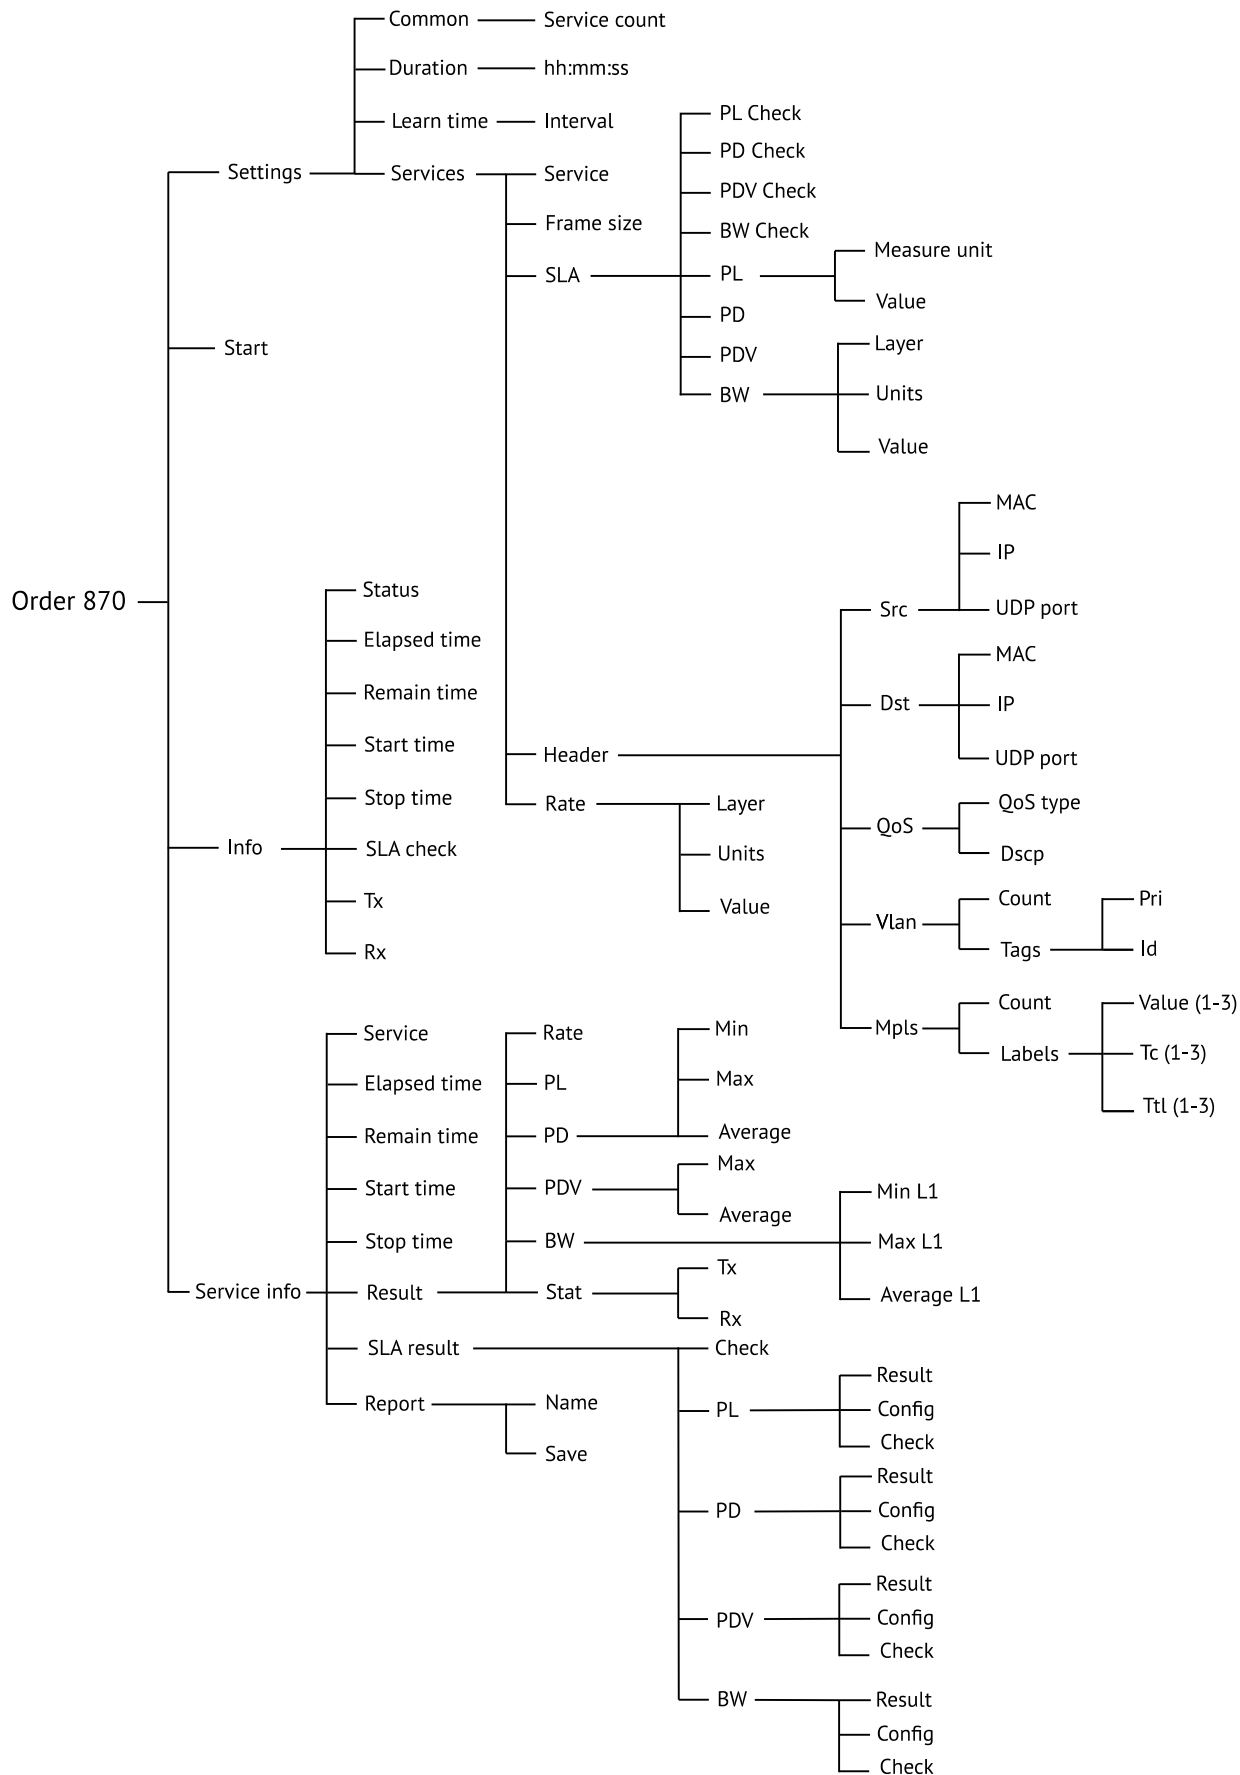 Order 870
Settings
Common
Service count
Duration
hh:mm:ss
Learn time
Interval
Services
Service
Frame size
SLA
PL Check
PD Check
PDV Check
BW Check
PL
Measure unit
Value
PD
PDV
BW
Layer
Units
Value
Header
Src
MAC
IP
UDP port
Dst
MAC
IP
UDP port
QoS
QoS type
Dscp
Vlan
Count
Tags
Pri
Id
Mpls
Count
Labels
Value (1-3)
Tc (1-3)
Ttl (1-3)
Rate
Layer
Units
Value
Start
Info
Status
Elapsed time
Remain time
Start time
Stop time
SLA check
Tx
Rx
Service info
Service
Elapsed time
Remain time
Start time
Stop time
Result
Rate
PL
PD
Min
Max
Average
PDV
Max
Average
BW
Min L1
Max L1
Average L1
Stat
Tx
Rx
SLA result
Check
PL
Result
Config
Check
PD
Result
Config
Check
PDV
Result
Config
Check
BW
Result
Config
Check
Report
Name
Save